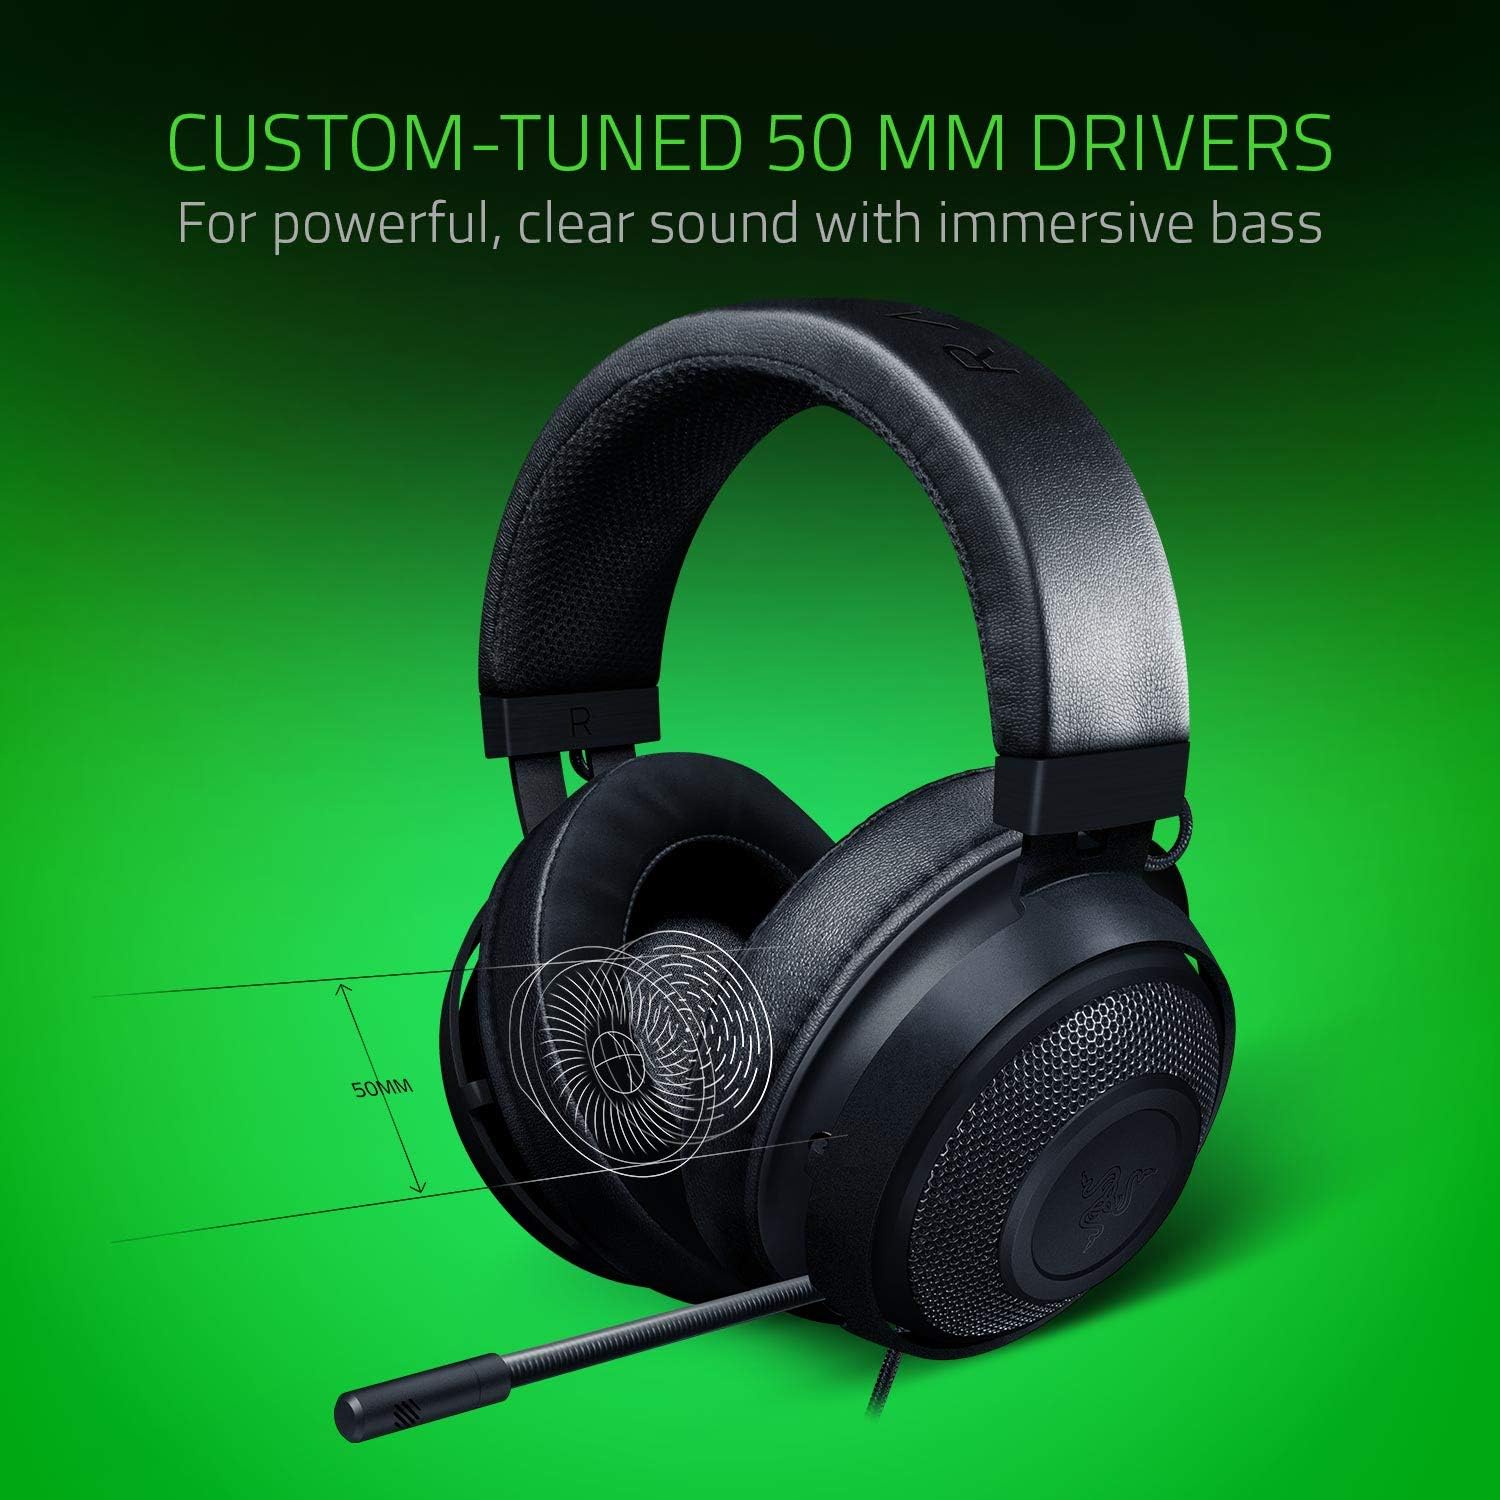 CUSTOM-TUNED 50 MM DRIVERS
For powerful, clear sound with immersive bass
R A
R
50MM